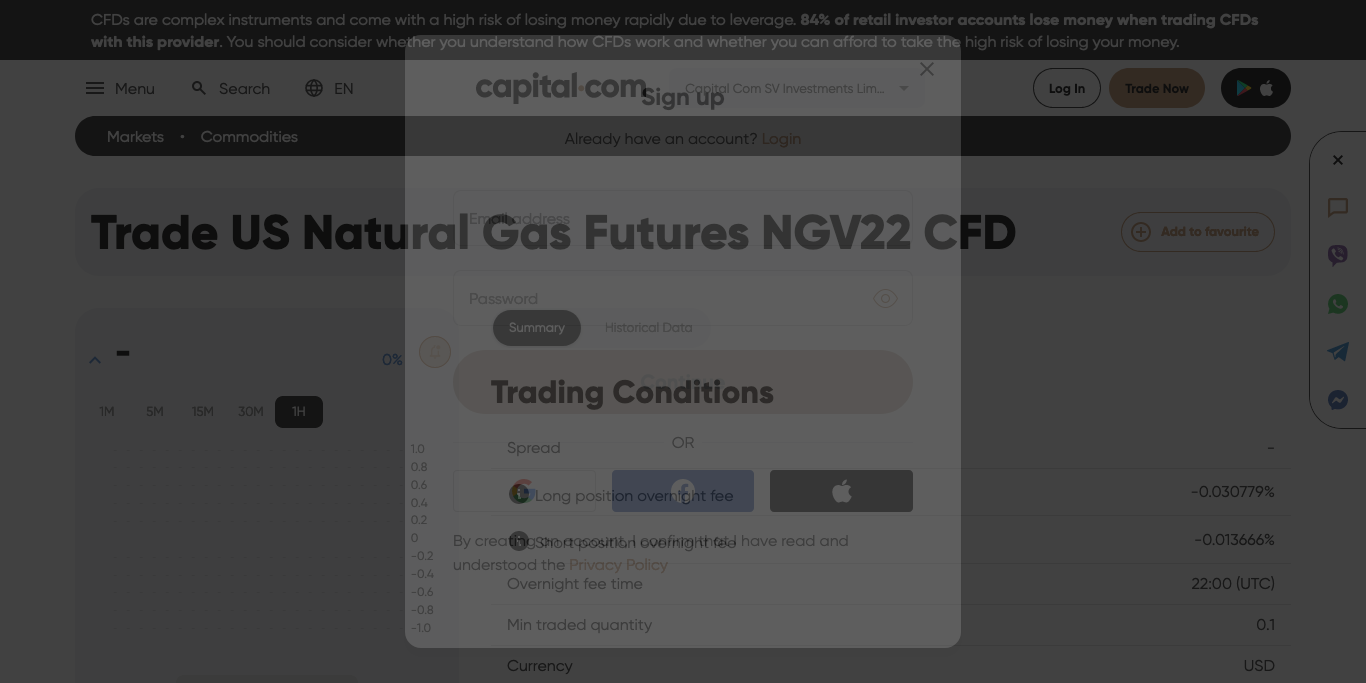 CFDs are complex instruments and come with a high risk of losing money rapidly due to leverage. 84% of retail investor accounts lose money when trading CFDs
with this provider. You should consider whether you understand how CFDs work and whether you can afford to take the high risk of losing your money.
Menu
Search
EN
capital.com
Capital Com SV Investments Lim...
Log In
Trade Now
Sign up
Markets
Commodities
Already have an account? Login
Trade US Natural Gas Futures NGV22 CFD
Add to favourite
Email address
Password
Summary
Historical Data
-
0%
1M
5M
15M
30M
1H
Continue
Trading Conditions
OR
1.0
0.8
0.6
0.4
0.2
0
-0.2
-0.4
-0.6
-0.8
-1.0
Spread
-
Long position overnight fee
-0.030779%
Short position overnight fee
-0.013666%
By creating an account, I confirm that I have read and
understood the Privacy Policy
Overnight fee time
22:00 (UTC)
Min traded quantity
0.1
Currency
USD